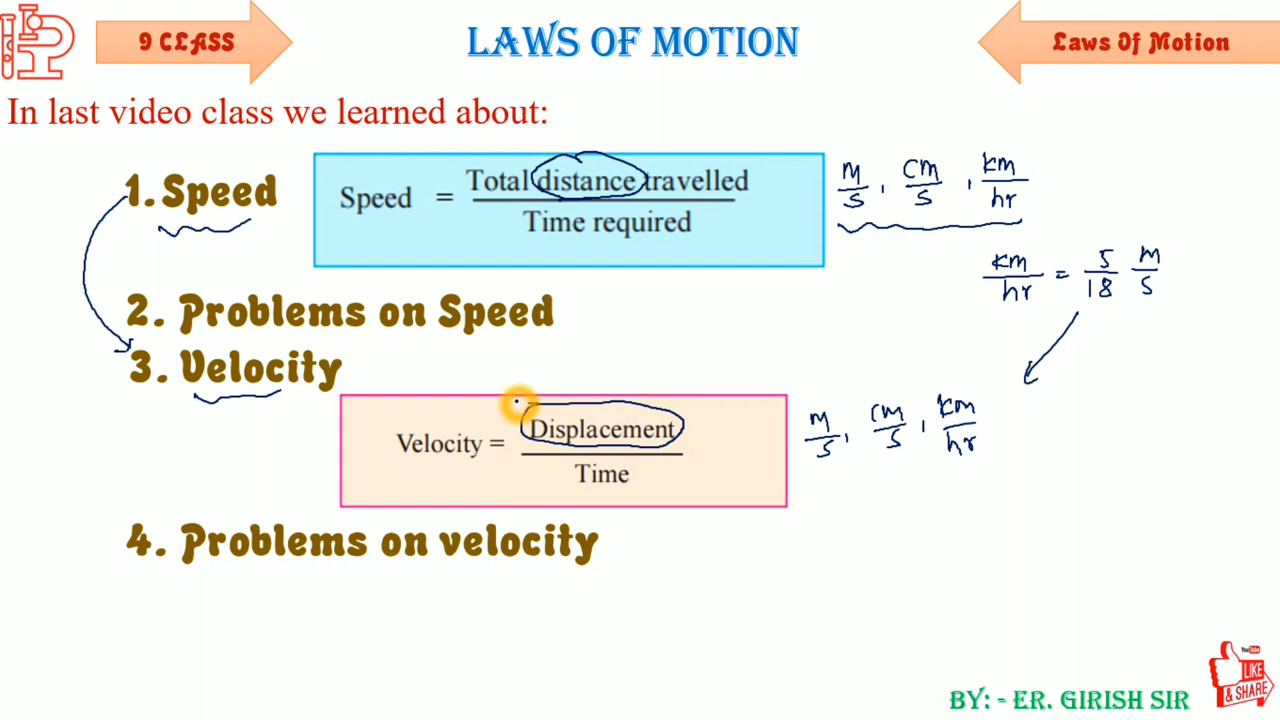 9 CLASS
LAWS OF MOTION
Laws Of Motion
In last video class we learned about:
1. Speed
Speed = Total distance travelled / Time required
M/S, CM/S, KM/hr
KM/hr = 5/18 M/S
2. Problems on Speed
3. Velocity
Velocity = Displacement / Time
M/S, CM/S, KM/hr
4. Problems on velocity
BY: - ER. GIRISH SIR
YouTube
LIKE
& SHARE